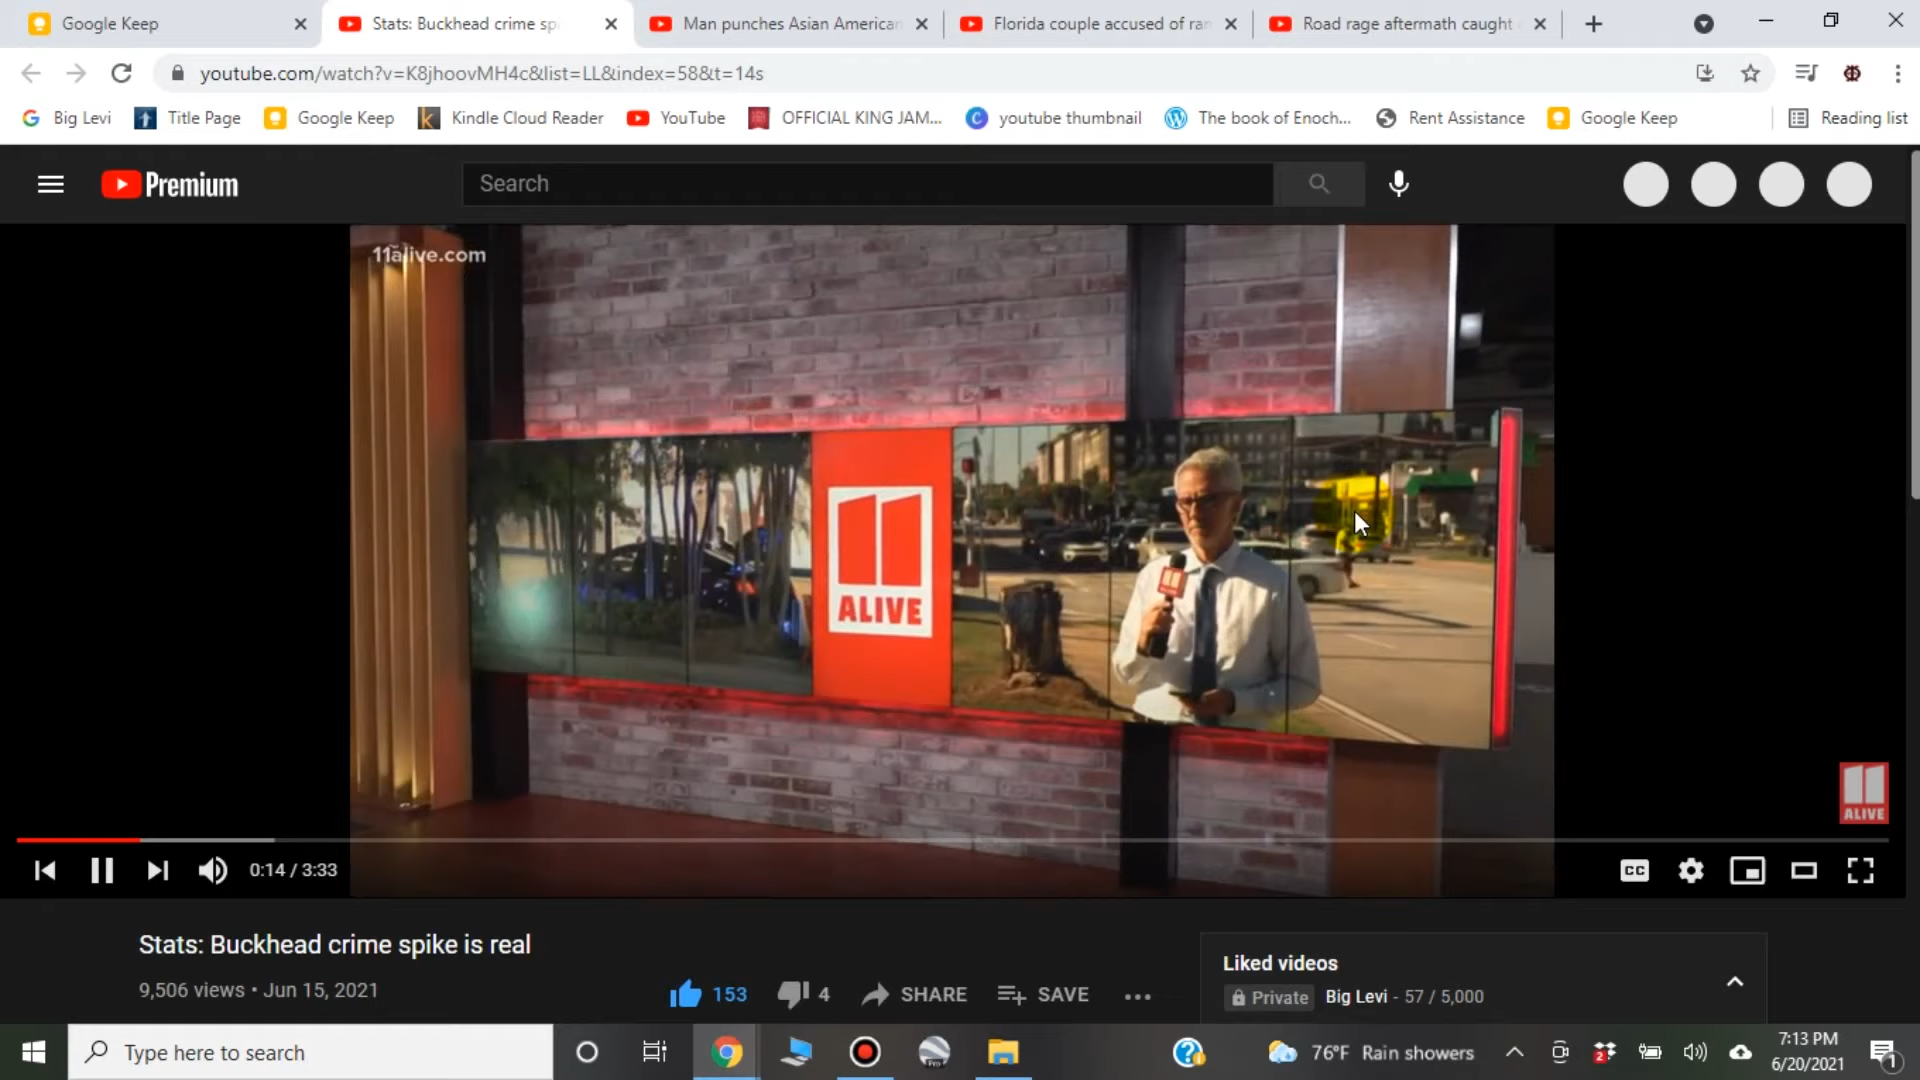 Google Keep
Stats: Buckhead crime sp
Man punches Asian American
Florida couple accused of ran
Road rage aftermath caught
youtube.com/watch?v=K8jhoovMH4c&list=LL&index=58&t=14s
Big Levi
Title Page
Google Keep
Kindle Cloud Reader
YouTube
OFFICIAL KING JAM...
youtube thumbnail
The book of Enoch...
Rent Assistance
Google Keep
Reading list
Premium
Search
11alive.com
11
ALIVE
11
ALIVE
0:14 / 3:33
CC
Stats: Buckhead crime spike is real
9,506 views • Jun 15, 2021
153
4
SHARE
SAVE
Liked videos
Private
Big Levi - 57 / 5,000
Type here to search
76°F Rain showers
2
7:13 PM
6/20/2021
1